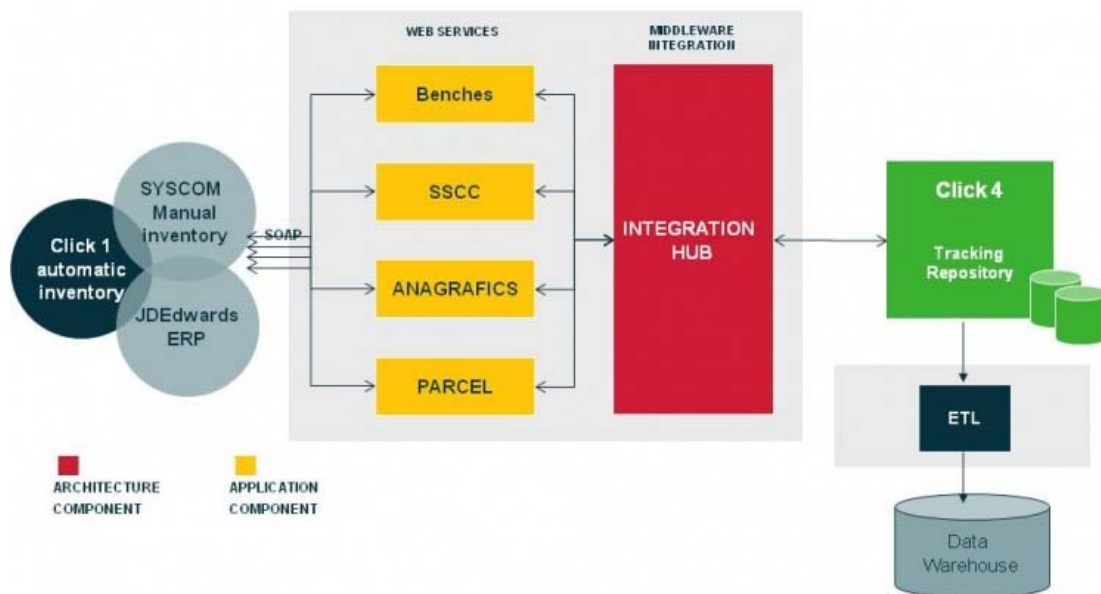 WEB SERVICES
MIDDLEWARE
INTEGRATION
Benches
SSCC
ANAGRAFICS
PARCEL
INTEGRATION
HUB
SYSCOM
Manual
inventory
Click 1
automatic
inventory
JDEdwards
ERP
SOAP
Click 4
Tracking
Repository
ETL
Data
Warehouse
ARCHITECTURE
COMPONENT
APPLICATION
COMPONENT